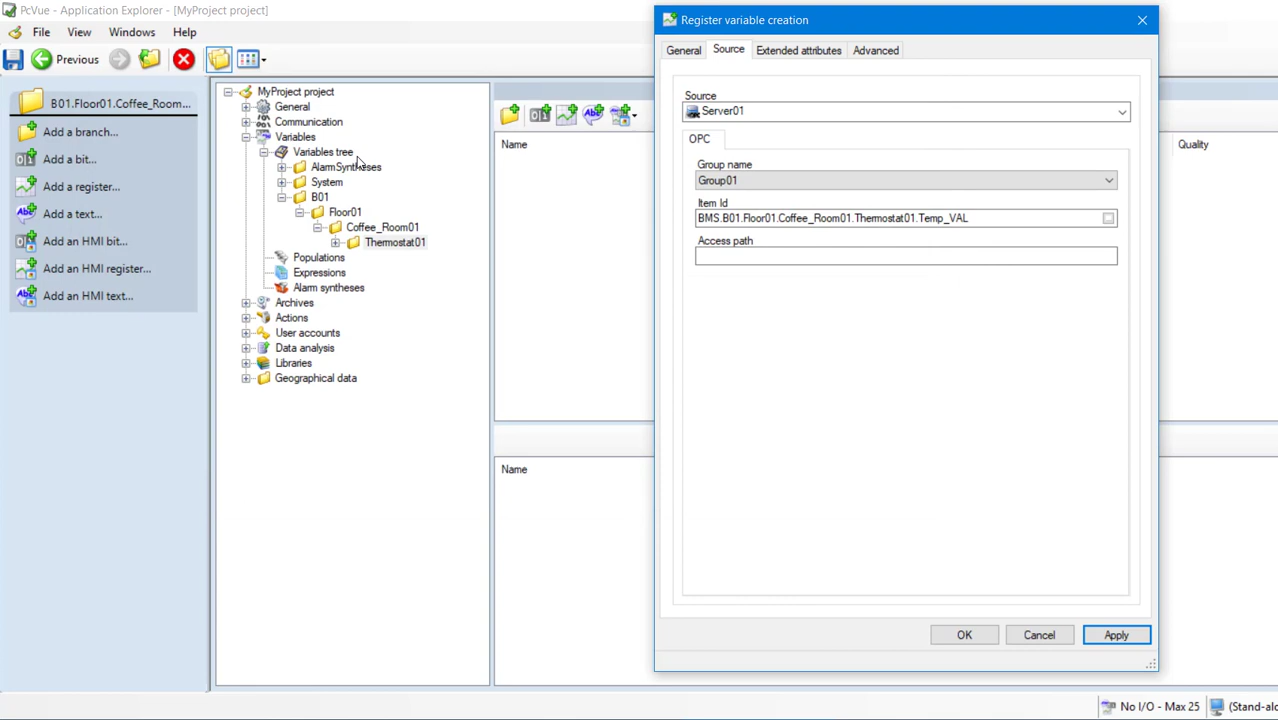 PcVue - Application Explorer - [MyProject project]
File View Windows Help
Previous
B01.Floor01.Coffee_Room...
Add a branch...
Add a bit...
Add a register...
Add a text...
Add an HMI bit...
Add an HMI register...
Add an HMI text...
MyProject project
General
Communication
Variables
Variables tree
AlarmSyntheses
System
B01
Floor01
Coffee_Room01
Thermostat01
Populations
Expressions
Alarm syntheses
Archives
Actions
User accounts
Data analysis
Libraries
Geographical data
Name
Quality
Name
Register variable creation
General Source Extended attributes Advanced
Source
Server01
OPC
Group name
Group01
Item Id
BMS.B01.Floor01.Coffee_Room01.Thermostat01.Temp_VAL
Access path
OK Cancel Apply
No I/O - Max 25
(Stand-alo